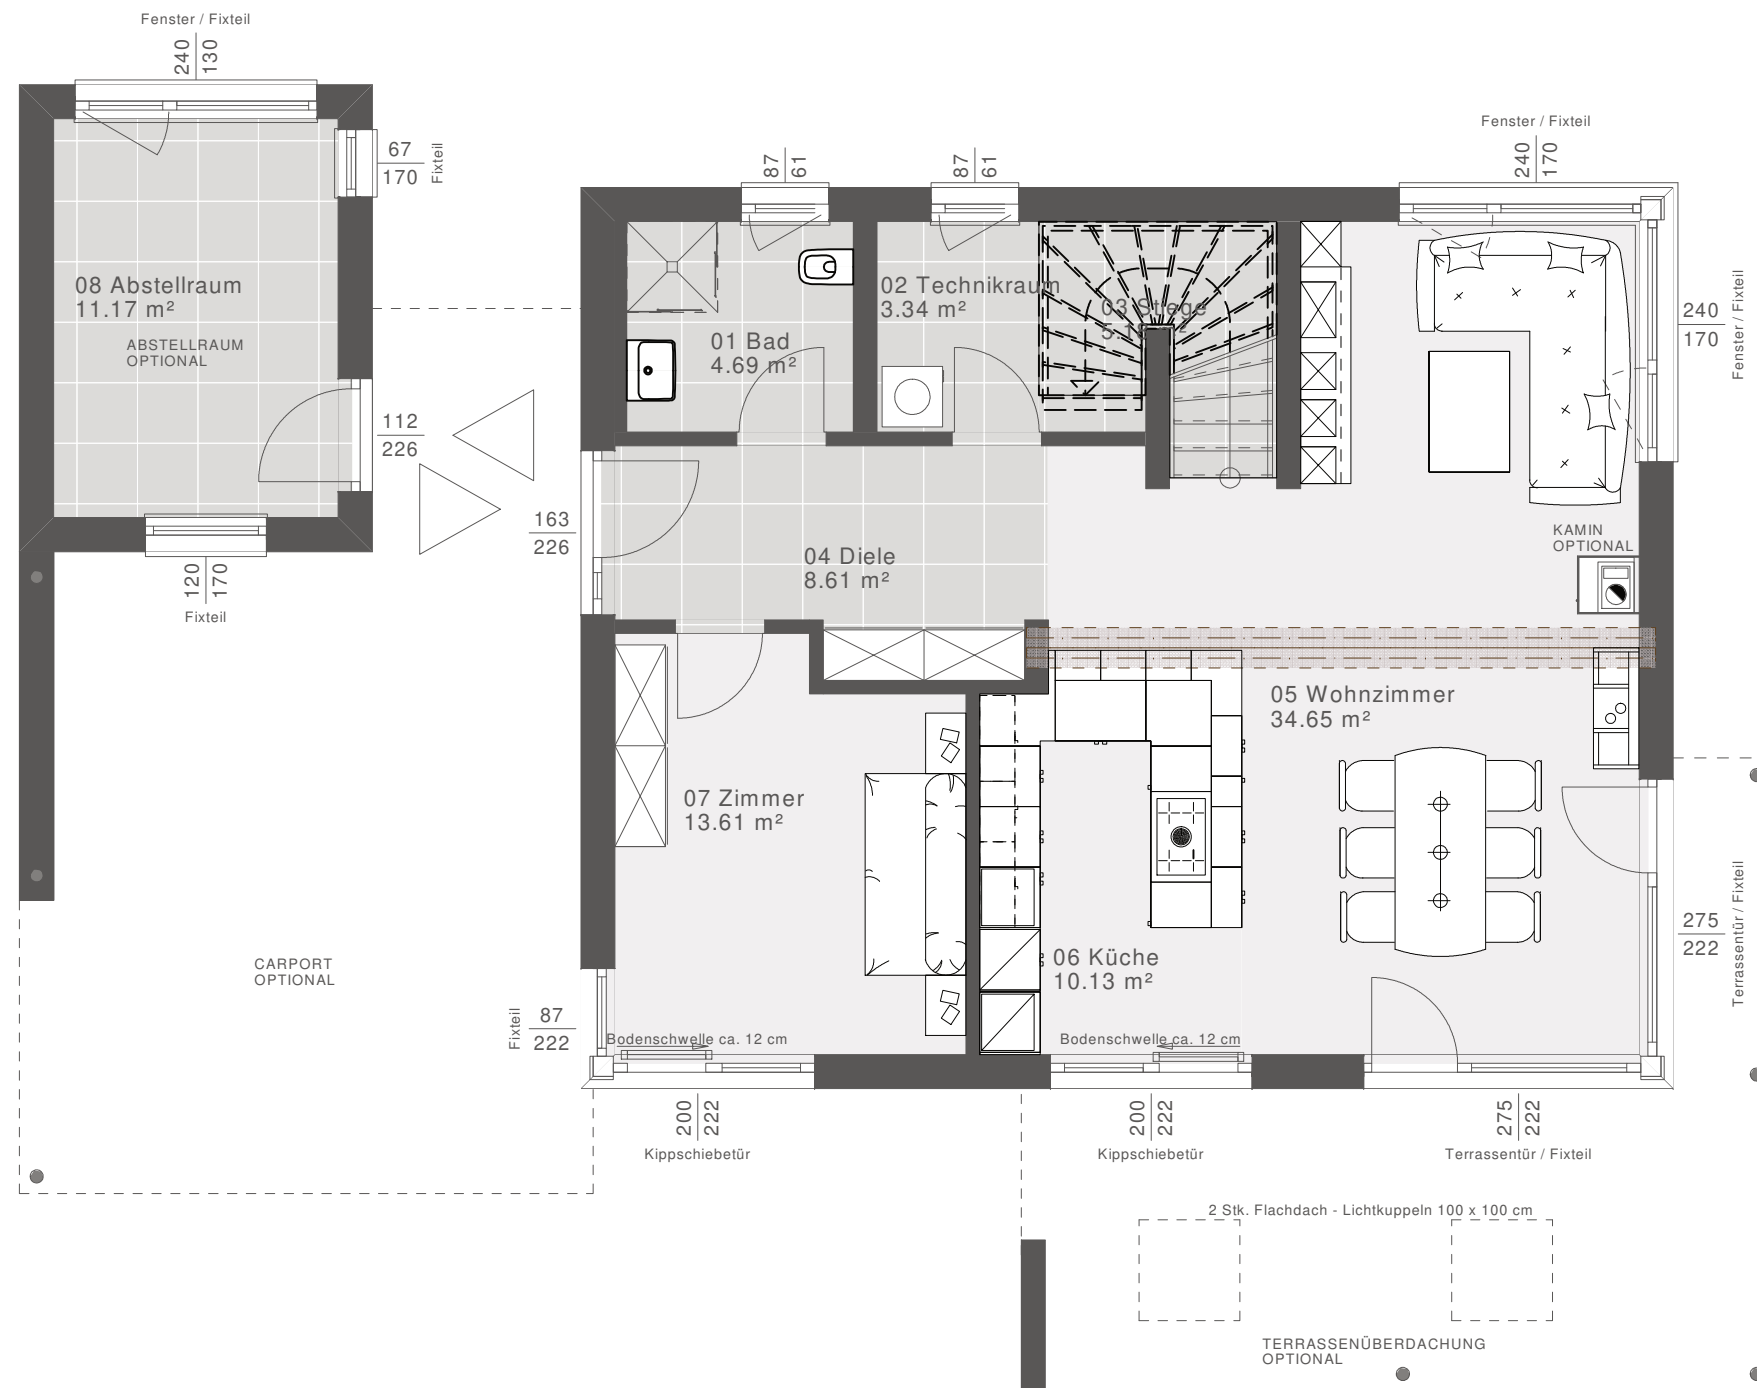 Fenster / Fixteil
240
130
67
170
Fixteil
08 Abstellraum
11.17 m²
ABSTELLRAUM
OPTIONAL
112
226
120
170
Fixteil
Fenster / Fixteil
87
61
87
61
240
170
01 Bad
4.69 m²
02 Technikraum
3.34 m²
03 Stiege
5.18 m²
240
170
Fenster / Fixteil
163
226
04 Diele
8.61 m²
KAMIN
OPTIONAL
05 Wohnzimmer
34.65 m²
07 Zimmer
13.61 m²
06 Küche
10.13 m²
275
222
Terrassentür / Fixteil
CARPORT
OPTIONAL
Fixteil
87
222
Bodenschwelle ca. 12 cm
Bodenschwelle ca. 12 cm
200
222
Kippschiebetür
200
222
Kippschiebetür
275
222
Terrassentür / Fixteil
2 Stk. Flachdach - Lichtkuppeln 100 x 100 cm
TERRASSENÜBERDACHUNG
OPTIONAL